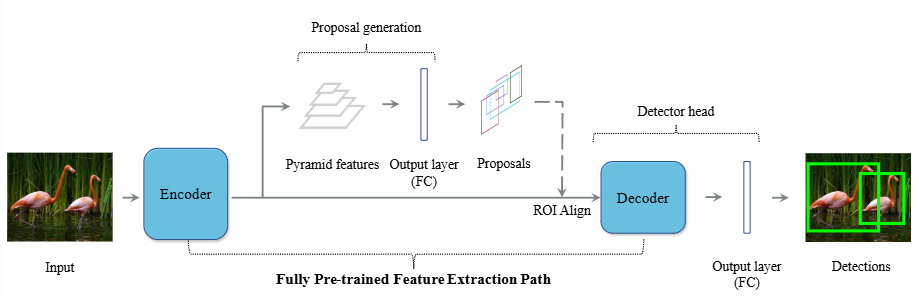 Proposal generation
Pyramid features
Output layer
(FC)
Proposals
Detector head
Encoder
ROI Align
Decoder
Input
Output layer
(FC)
Detections
Fully Pre-trained Feature Extraction Path